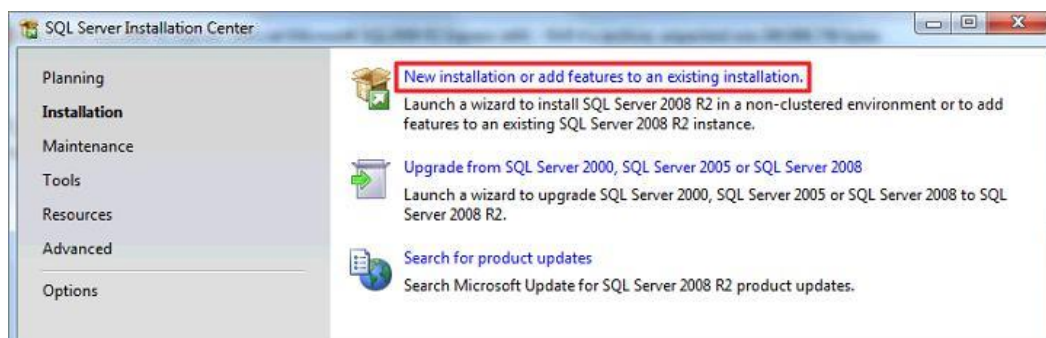 SQL Server Installation Center
Planning
Installation
Maintenance
Tools
Resources
Advanced
Options
New installation or add features to an existing installation.
Launch a wizard to install SQL Server 2008 R2 in a non-clustered environment or to add
features to an existing SQL Server 2008 R2 instance.
Upgrade from SQL Server 2000, SQL Server 2005 or SQL Server 2008
Launch a wizard to upgrade SQL Server 2000, SQL Server 2005 or SQL Server 2008 to SQL
Server 2008 R2.
Search for product updates
Search Microsoft Update for SQL Server 2008 R2 product updates.